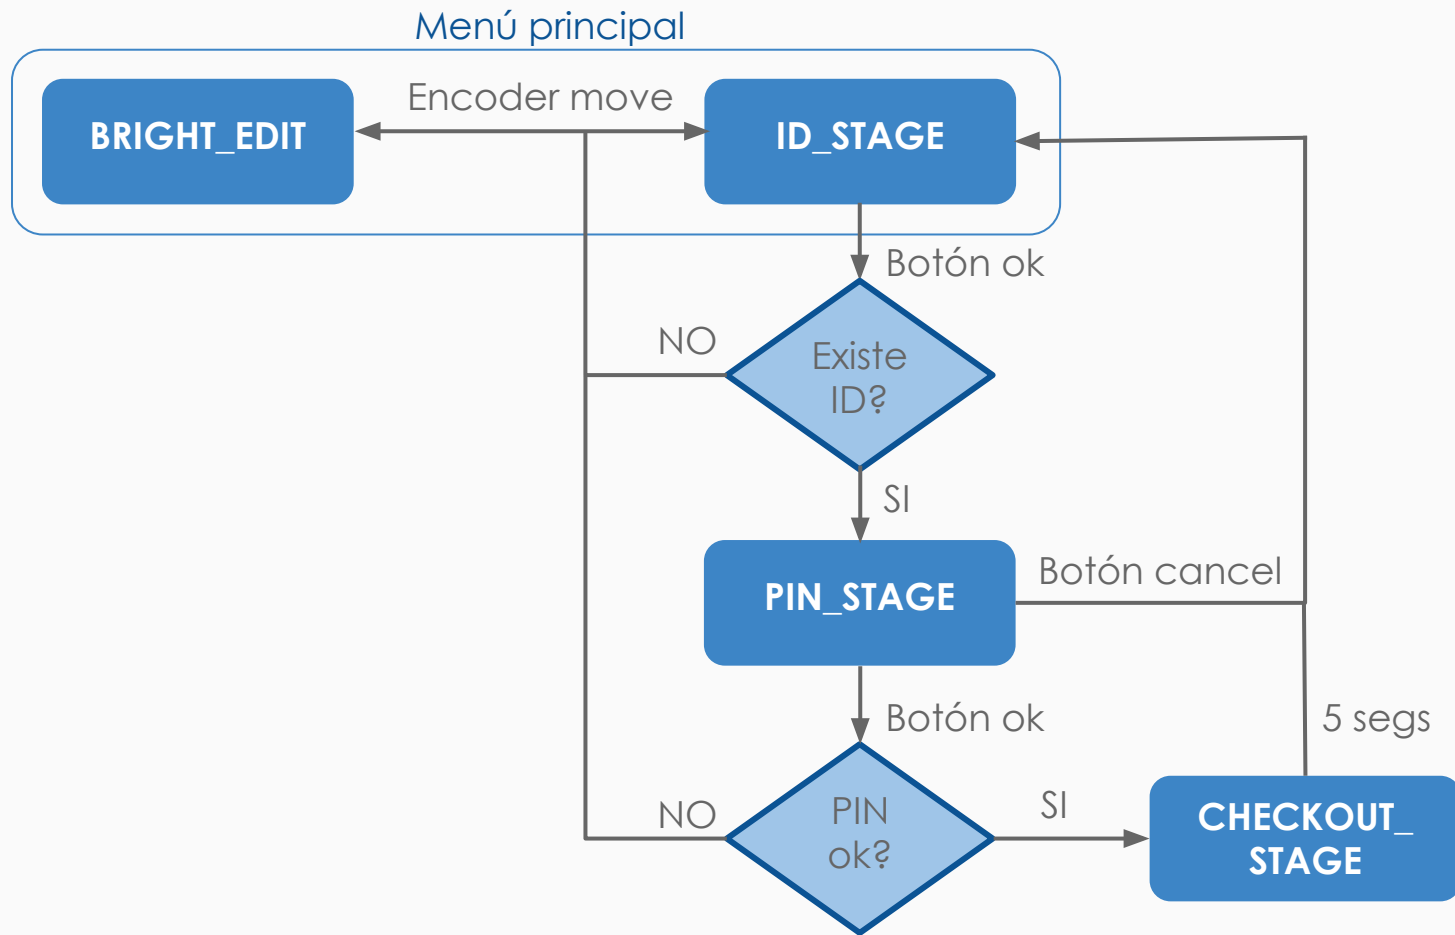 Menú principal
BRIGHT_EDIT
Encoder move
ID_STAGE
Botón ok
NO
Existe
ID?
SI
PIN_STAGE
Botón cancel
Botón ok
5 segs
NO
PIN
ok?
SI
CHECKOUT_
STAGE